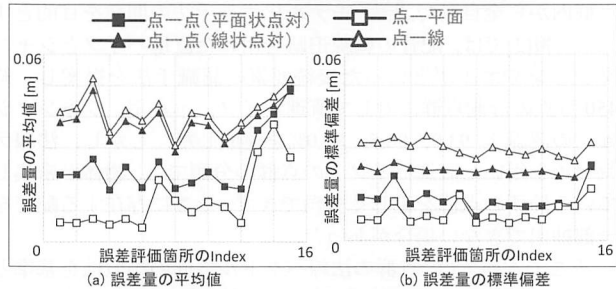 点一点(平面状点対) 点一平面
点一点(線状点対) 点一線
0.06
誤差量の平均値 [m]
0
誤差評価箇所のIndex
16
(a) 誤差量の平均値
0.06
誤差量の標準偏差 [m]
0
誤差評価箇所のIndex
16
(b) 誤差量の標準偏差